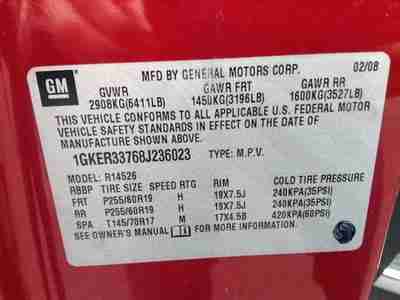 MFD BY GENERAL MOTORS CORP. 02/08
GM
GVWR GAWR FRT GAWR RR
2908KG(6411LB) 1450KG(3196LB) 1600KG(3527LB)
THIS VEHICLE CONFORMS TO ALL APPLICABLE U.S. FEDERAL MOTOR
VEHICLE SAFETY STANDARDS IN EFFECT ON THE DATE OF
MANUFACTURE SHOWN ABOVE.
1GKER33768J236023 TYPE: M.P.V.
MODEL: R14526
RBBP TIRE SIZE SPEED RTG RIM COLD TIRE PRESSURE
FRT P255/60R19 H 19X7.5J 240KPA(35PSI)
RR P255/60R19 H 19X7.5J 240KPA(35PSI)
SPA T145/70R17 M 17X4.5B 420KPA(60PSI)
SEE OWNER'S MANUAL FOR MORE INFORMATION.